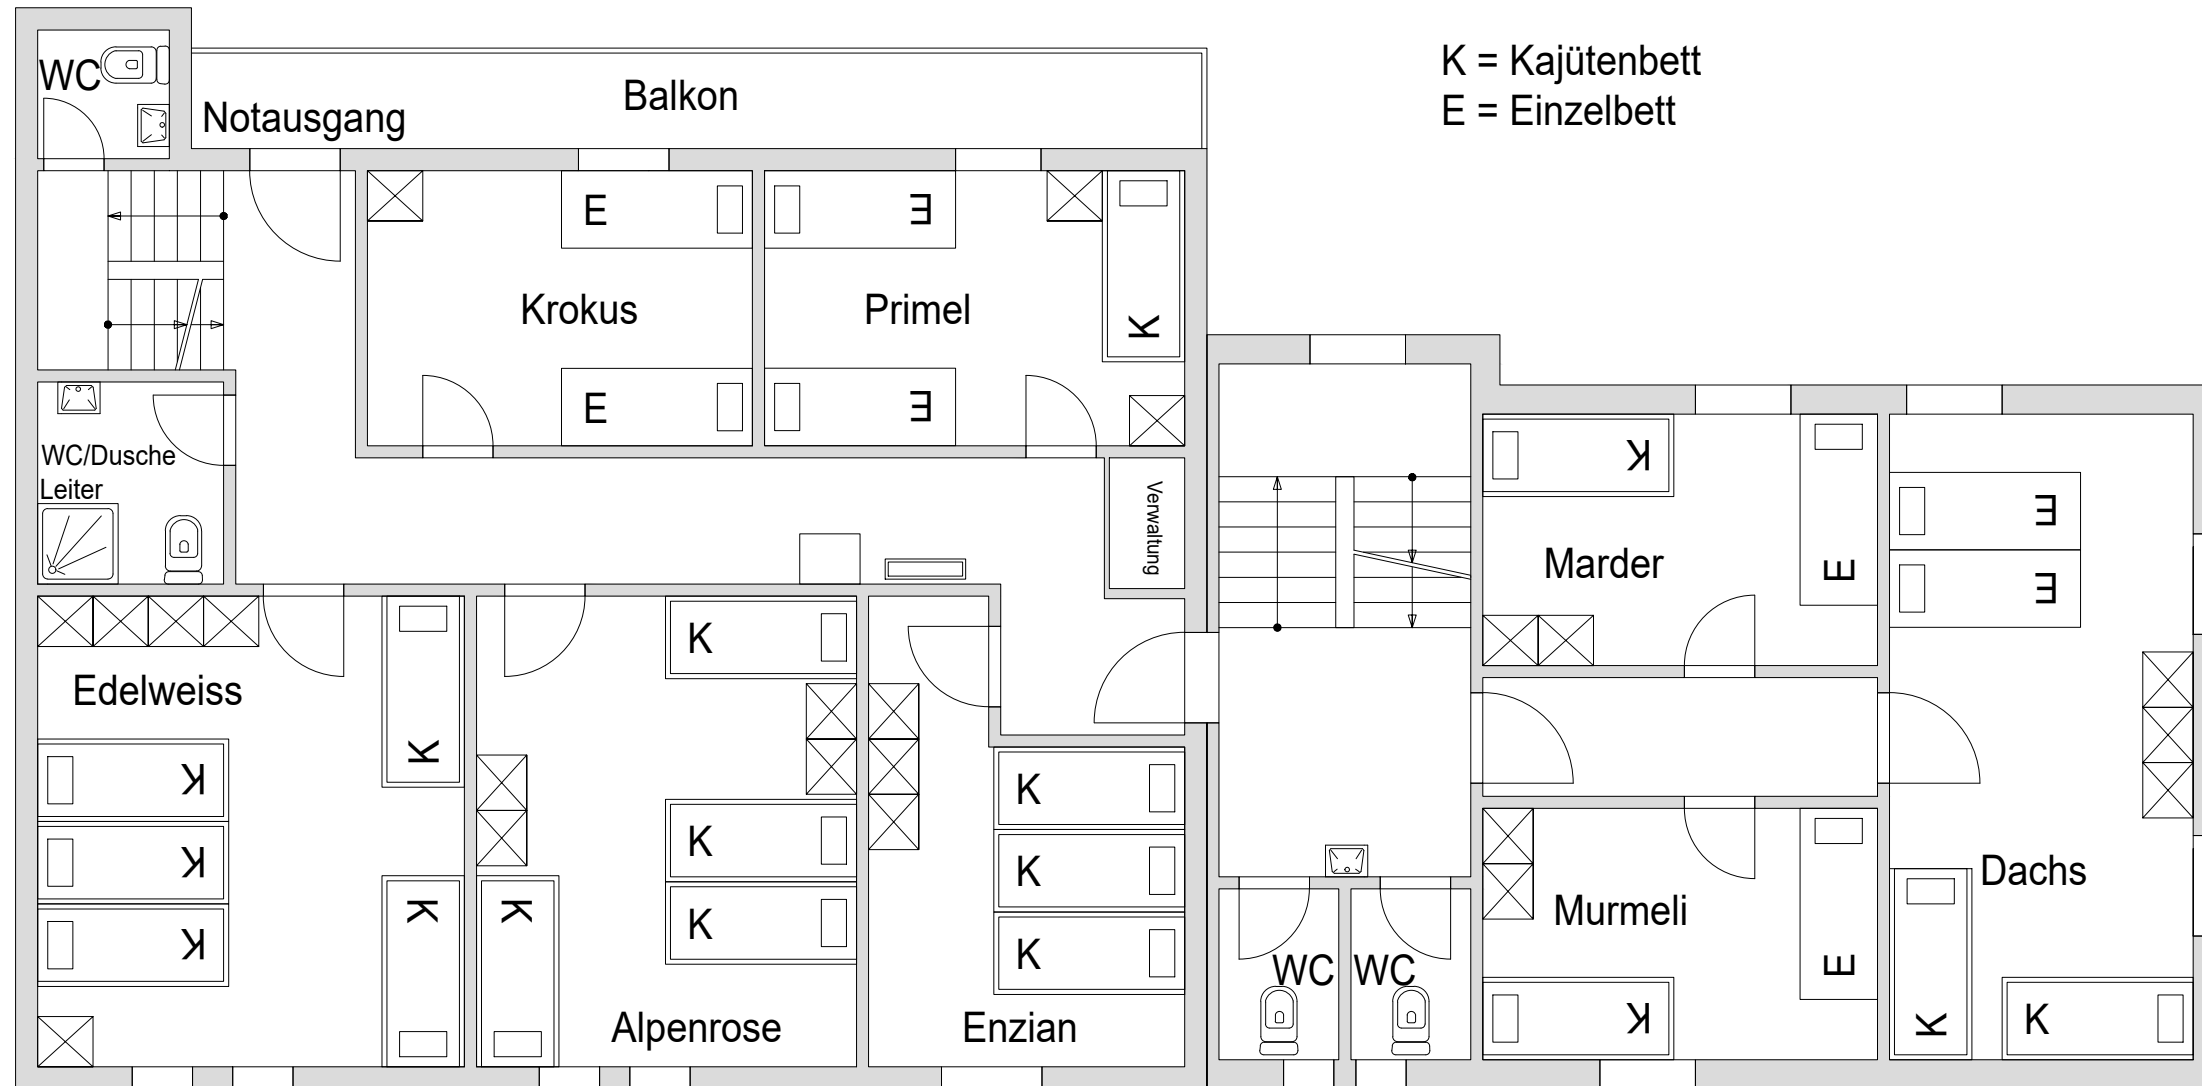 K = Kajütenbett
E = Einzelbett
WC
Notausgang
Balkon
E
E
K
Krokus
Primel
E
E
WC/Dusche
Leiter
Verwaltung
K
E
Marder
E
E
K
Edelweiss
K
K
K
K
K
K
K
K
K
Alpenrose
K
K
K
Enzian
WC
WC
Murmeli
E
K
Dachs
K
K